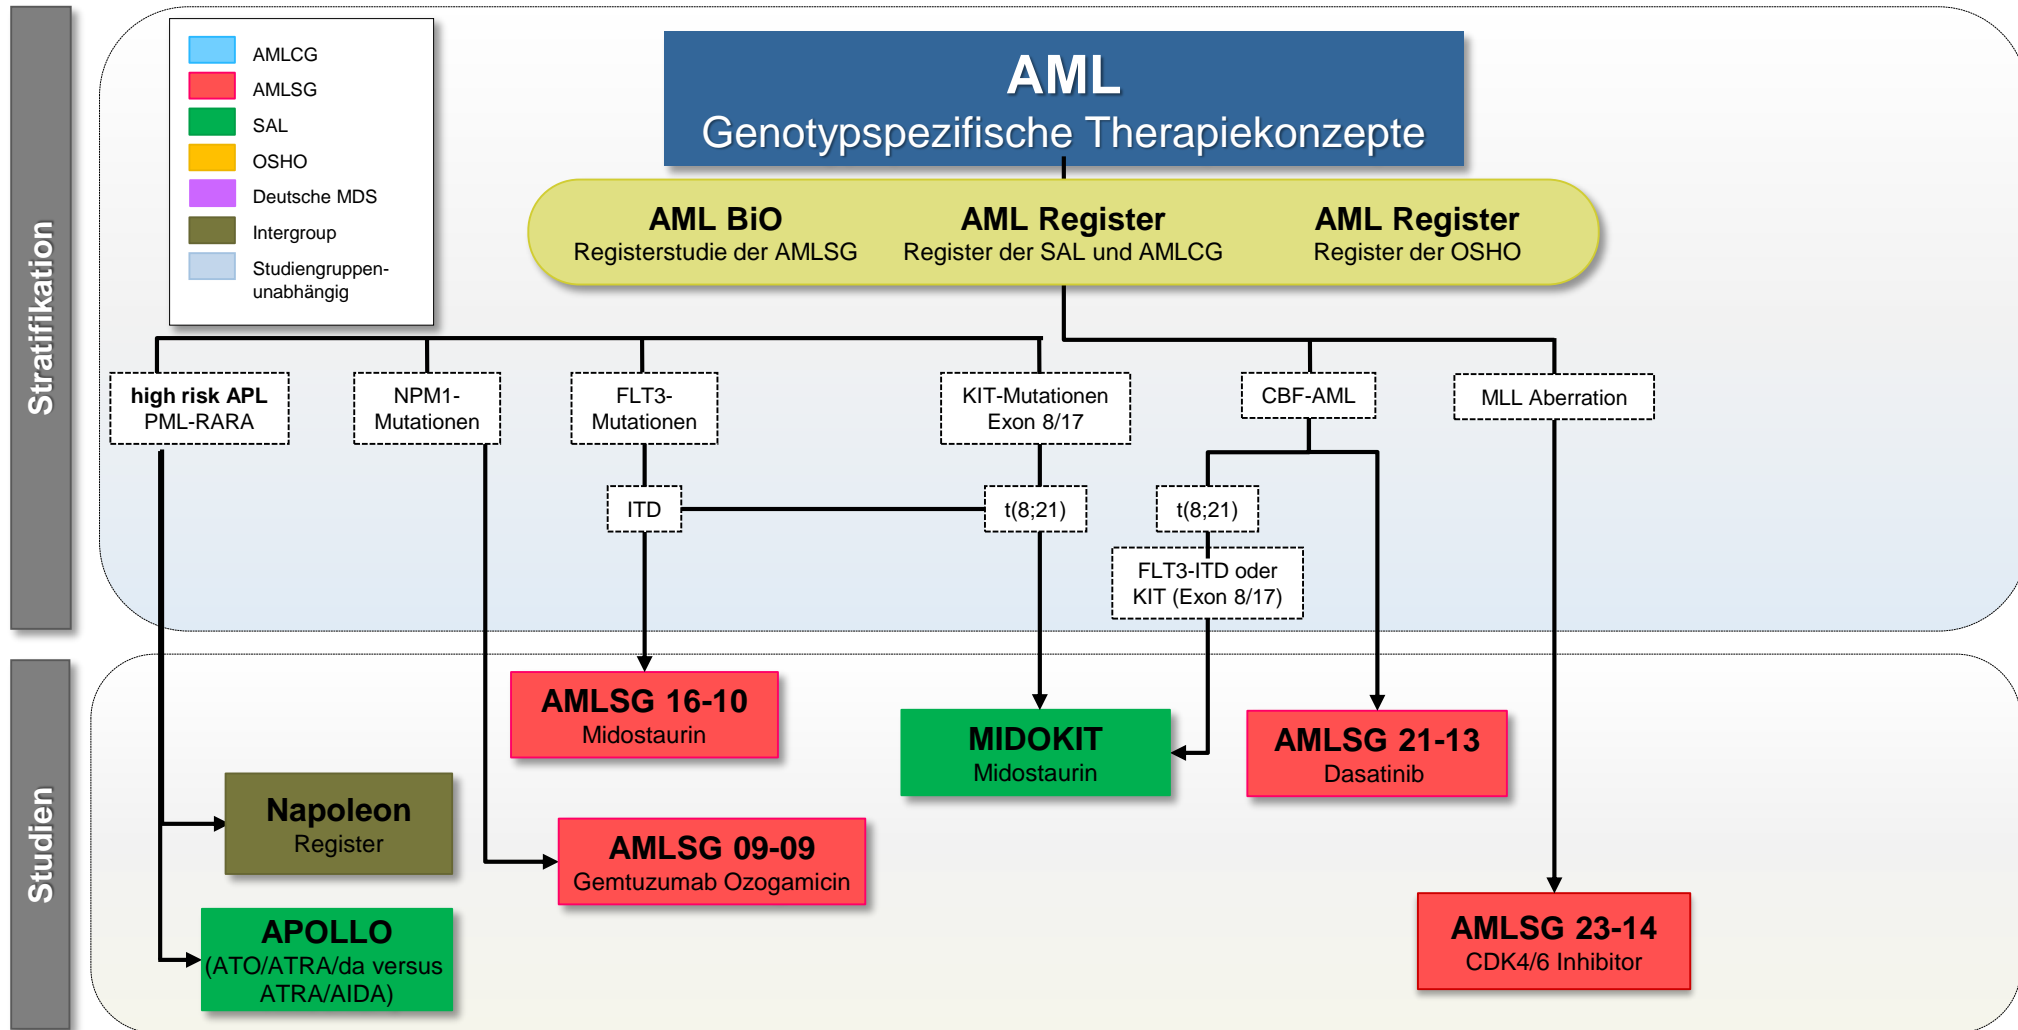 Stratifikation
AMLCG
AMLSG
SAL
OSHO
Deutsche MDS
Intergroup
Studiengruppen-
unabhängig
AML
Genotypspezifische Therapiekonzepte
AML BiO
Registerstudie der AMLSG
AML Register
Register der SAL und AMLCG
AML Register
Register der OSHO
high risk APL
PML-RARA
NPM1-
Mutationen
FLT3-
Mutationen
KIT-Mutationen
Exon 8/17
CBF-AML
MLL Aberration
ITD
t(8;21)
t(8;21)
FLT3-ITD oder
KIT (Exon 8/17)
Studien
AMLSG 16-10
Midostaurin
MIDOKIT
Midostaurin
AMLSG 21-13
Dasatinib
Napoleon
Register
AMLSG 09-09
Gemtuzumab Ozogamicin
APOLLO
(ATO/ATRA/da versus
ATRA/AIDA)
AMLSG 23-14
CDK4/6 Inhibitor